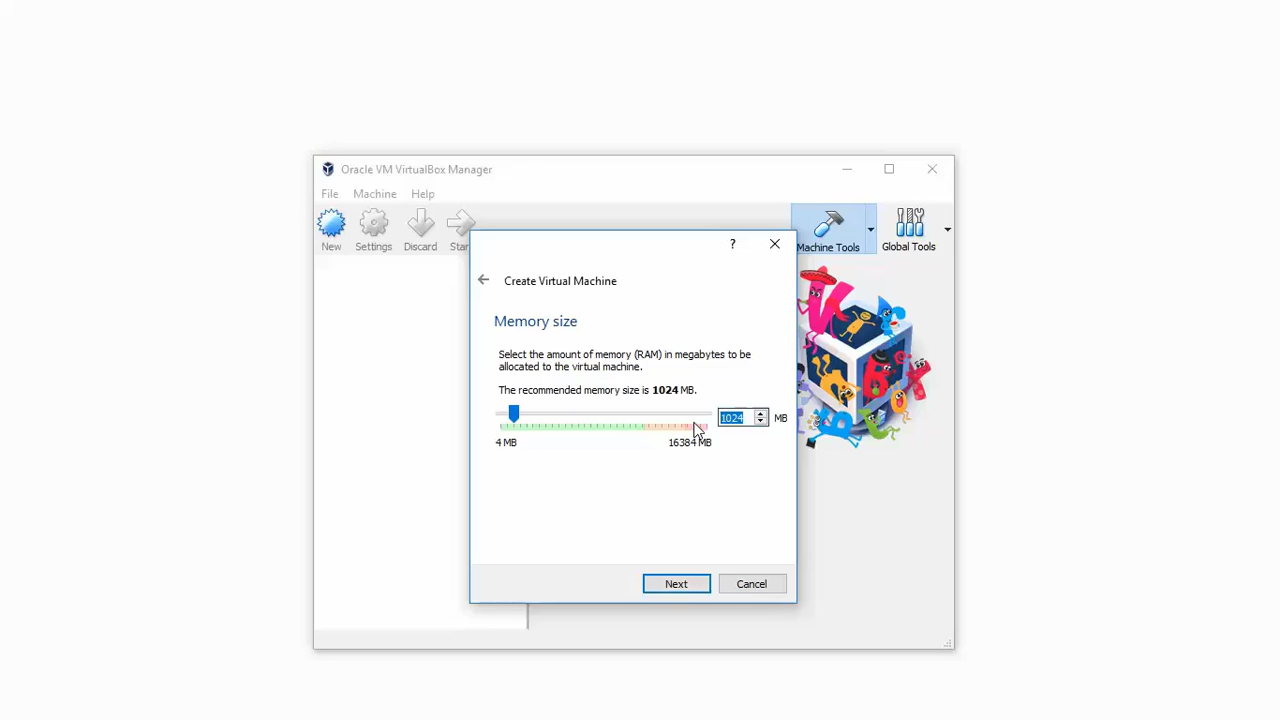 Oracle VM VirtualBox Manager
File Machine Help
New Settings Discard Machine Tools Global Tools
?
Create Virtual Machine
Memory size
Select the amount of memory (RAM) in megabytes to be
allocated to the virtual machine.
The recommended memory size is 1024 MB.
1024 MB
4 MB 16384 MB
Next Cancel